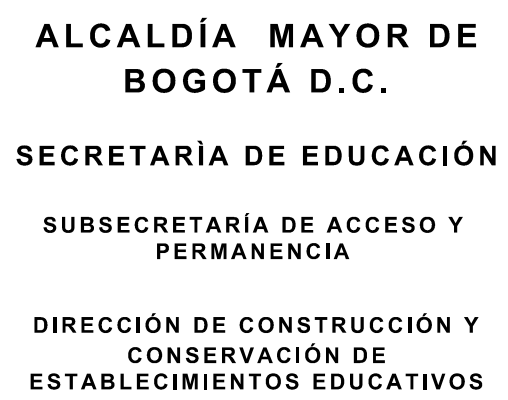 ALCALDÍA MAYOR DE
BOGOTÁ D.C.
SECRETARÌA DE EDUCACIÓN
SUBSECRETARÍA DE ACCESO Y
PERMANENCIA
DIRECCIÓN DE CONSTRUCCIÓN Y
CONSERVACIÓN DE
ESTABLECIMIENTOS EDUCATIVOS